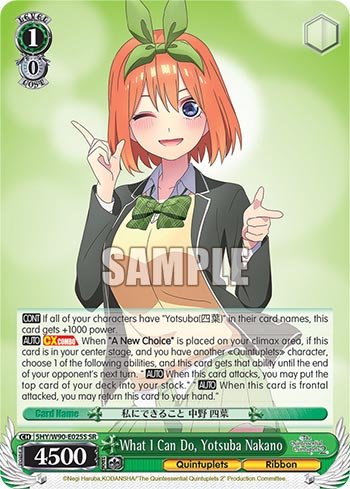 LEVEL
1
0
COST
SAMPLE
CONT If all of your characters have "Yotsuba(四葉)" in their card names, this
card gets +1000 power.
AUTO CXCOMBO When "A New Choice" is placed on your climax area, if this
card is in your center stage, and you have another «Quintuplets» character,
choose 1 of the following abilities, and this card gets that ability until the end
of your opponent's next turn. "AUTO When this card attacks, you may put the
top card of your deck into your stock." "AUTO When this card is frontal
attacked, you may return this card to your hand."
Card Name 私にできること 中野 四葉
CH 5HY/W90-E025S SR
What I Can Do, Yotsuba Nakano
4500
Quintuplets Ribbon
©Negi Haruba,KODANSHA/"The Quintessential Quintuplets 2" Production Committee.